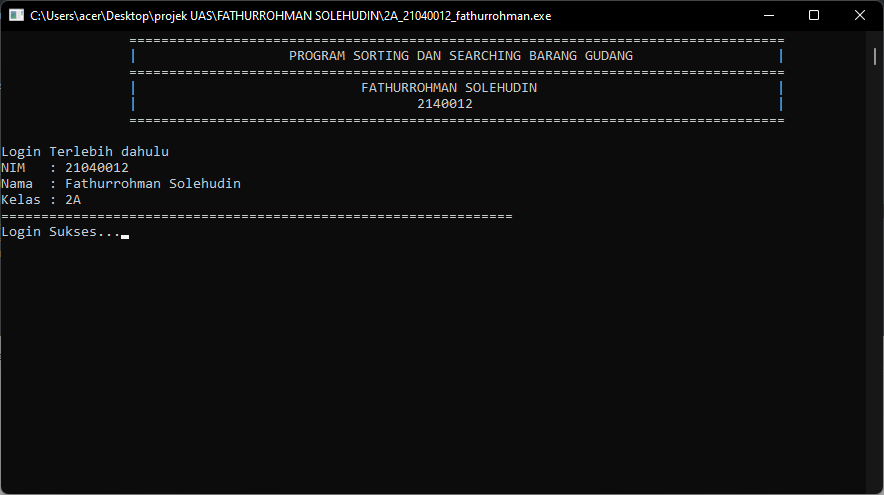 C:\Users\acer\Desktop\projek UAS\FATHURROHMAN SOLEHUDIN\2A_21040012_fathurrohman.exe
==================================================================================
| PROGRAM SORTING DAN SEARCHING BARANG GUDANG |
==================================================================================
| FATHURROHMAN SOLEHUDIN |
| 2140012 |
==================================================================================
Login Terlebih dahulu
NIM   : 21040012
Nama  : Fathurrohman Solehudin
Kelas : 2A
================================================================
Login Sukses...